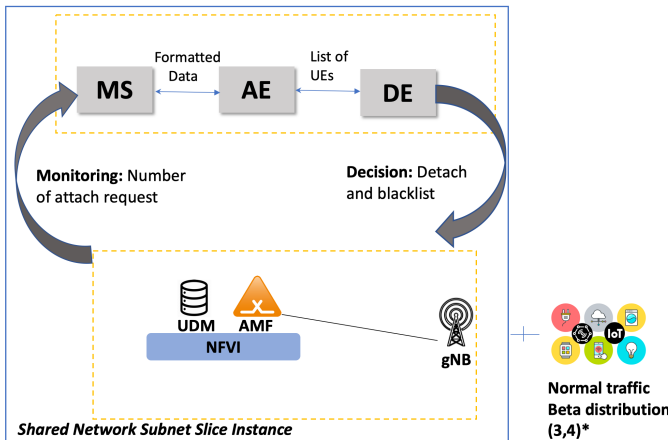 Formatted
Data
List of
UEs
MS
AE
DE
Monitoring: Number
of attach request
Decision: Detach
and blacklist
UDM
AMF
NFVI
gNB
IoT
Normal traffic
Beta distribution
(3,4)*
Shared Network Subnet Slice Instance